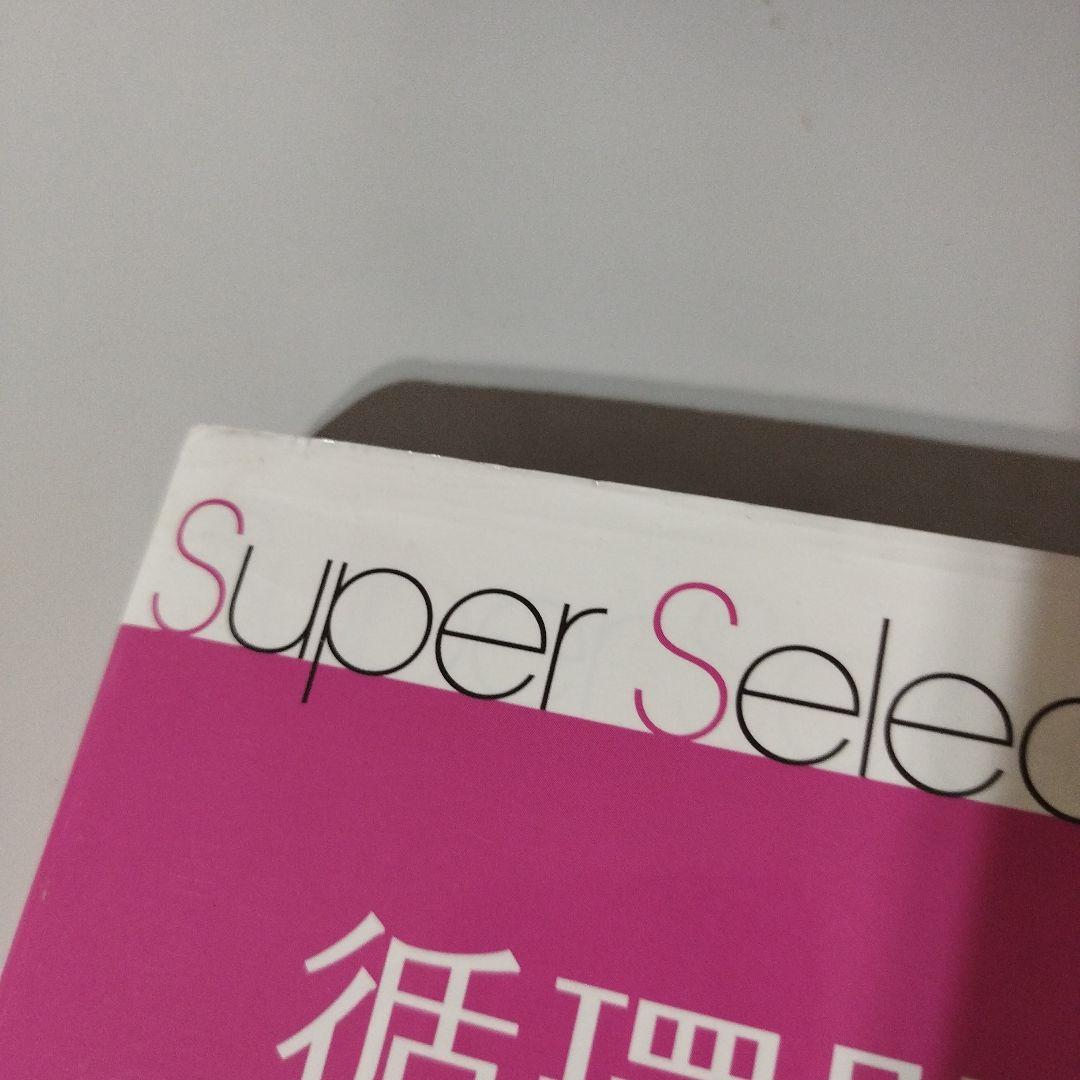 Super Selec
循環